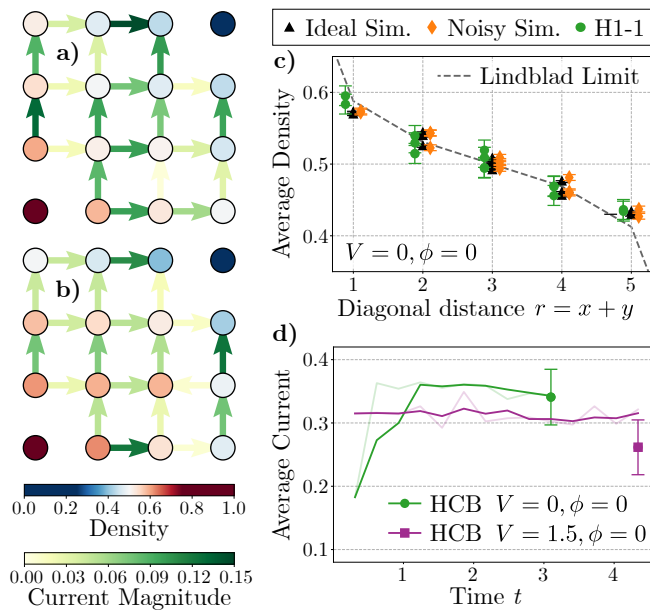 a)
b)
0.0 0.2 0.4 0.6 0.8 1.0
Density
0.00 0.03 0.06 0.09 0.12 0.15
Current Magnitude
Ideal Sim. Noisy Sim. H1-1
c)
Lindblad Limit
0.6
0.5
0.4
Average Density
V = 0, ϕ = 0
1 2 3 4 5
Diagonal distance r = x + y
d)
0.4
0.3
0.2
0.1
Average Current
HCB V = 0, ϕ = 0
HCB V = 1.5, ϕ = 0
1 2 3 4
Time t